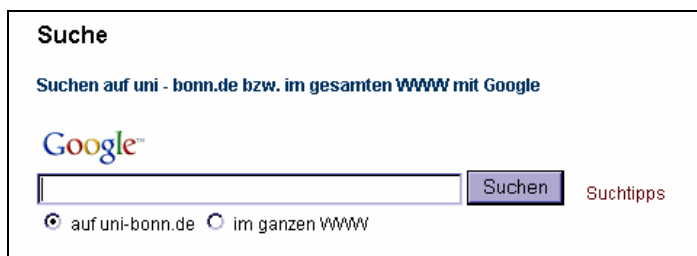 Suche
Suchen auf uni - bonn.de bzw. im gesamten WWW mit Google
Google™
Suchen Suchtipps
auf uni-bonn.de im ganzen WWW